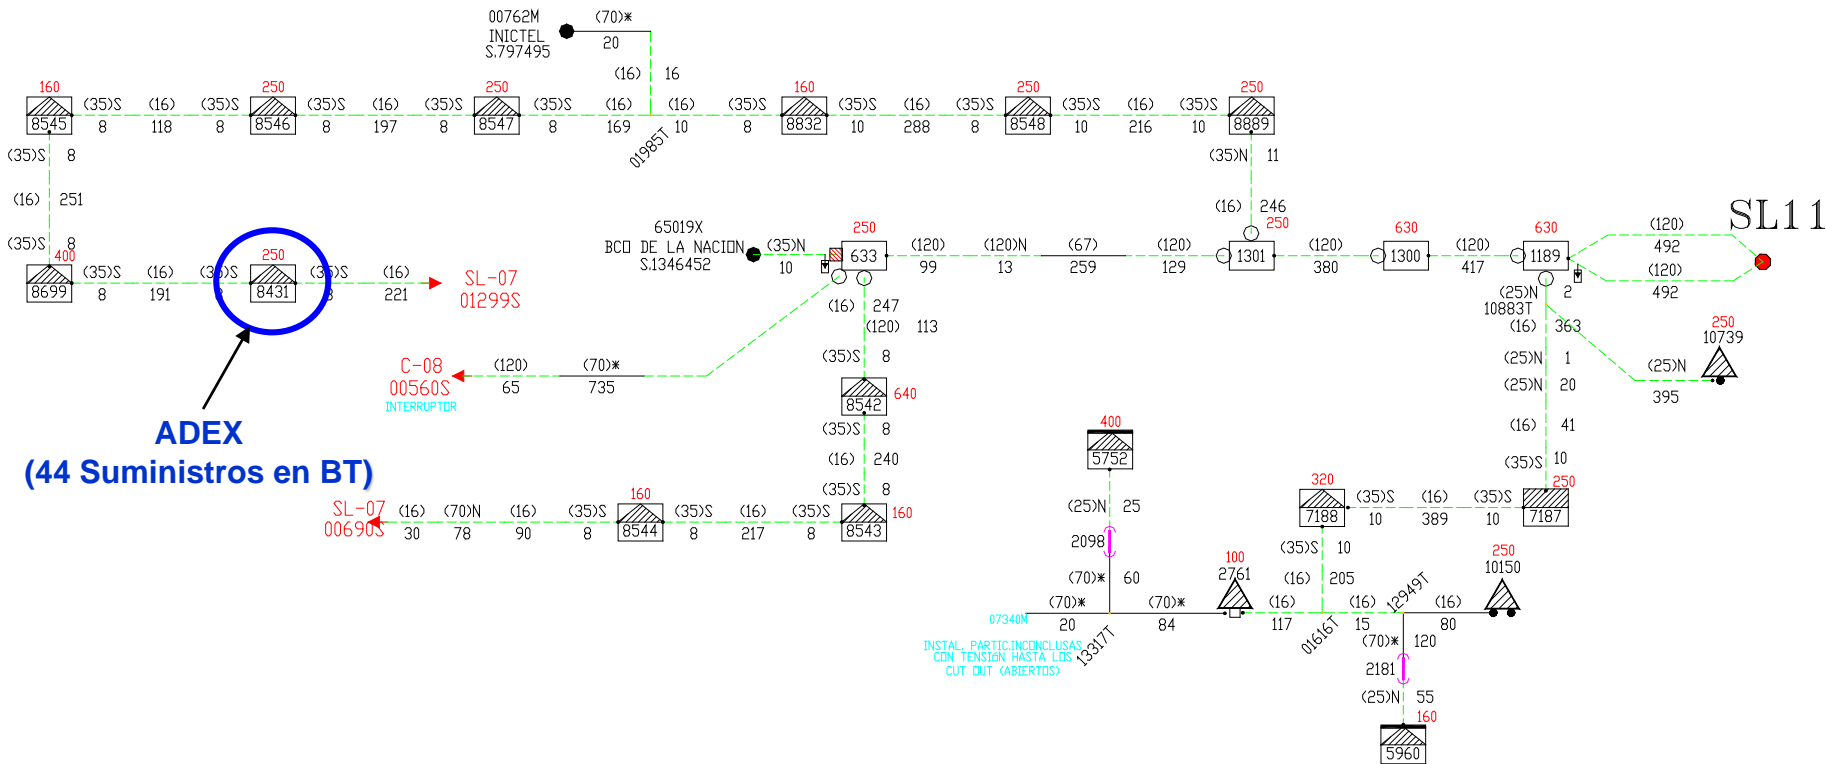 00762M
INICTEL
S.797495
(70)*
20
(16) 16
160
8545
(35)S (16) (35)S
8 118 8
250
8546
(35)S (16) (35)S
8 197 8
250
8547
(35)S (16) (16) (35)S
8 169 10 8
01985T
160
8832
(35)S (16) (35)S
10 288 8
250
8548
(35)S (16) (35)S
10 216 10
250
8889
(35)S 8
(16) 251
(35)S 8
400
8699
(35)S (16) (35)S
8 191 8
250
8431
(35)S (16)
8 221
SL-07
01299S
ADEX
(44 Suministros en BT)
(35)N 11
(16) 246
250
1301
65019X
BCO DE LA NACION
S.1346452
(35)N
10
250
633
(120) (120)N (67) (120)
99 13 259 129
(120)
380
630
1300
(120)
417
630
1189
(120)
492
(120)
492
SL11
(16) 247
(120) 113
(35)S 8
C-08
00560S
INTERRUPTOR
(120) (70)*
65 735
8542
640
(35)S 8
(16) 240
(35)S 8
SL-07
00690S
(16) (70)N (16) (35)S
30 78 90 8
160
8544
(35)S (16) (35)S
8 217 8
8543
160
(25)N 2
10883T
(16) 363
(25)N 1
(25)N 20
(16) 41
(35)S 10
250
10739
(25)N
395
400
5752
(25)N 25
2098
(70)* 60
07340M
(70)* (70)*
20 84
13317T
INSTAL. PARTIC.INCONCLUSAS
CON TENSIÓN HASTA LOS
CUT OUT (ABIERTOS)
320
7188
(35)S (16) (35)S
10 389 10
250
7187
(35)S 10
(16) 205
100
2761
(16) (16) (16)
117 15 80
01616T
12949T
250
10150
(70)* 120
2181
(25)N 55
160
5960